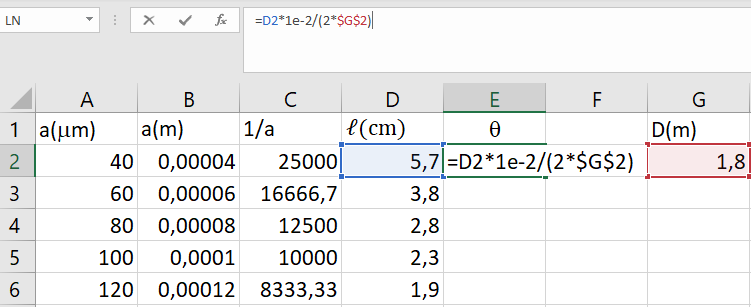 LN fx =D2*1e-2/(2*$G$2)
A B C D E F G
1 a(μm) a(m) 1/a ℓ(cm) θ D(m)
2 40 0,00004 25000 5,7 =D2*1e-2/(2*$G$2) 1,8
3 60 0,00006 16666,7 3,8
4 80 0,00008 12500 2,8
5 100 0,0001 10000 2,3
6 120 0,00012 8333,33 1,9